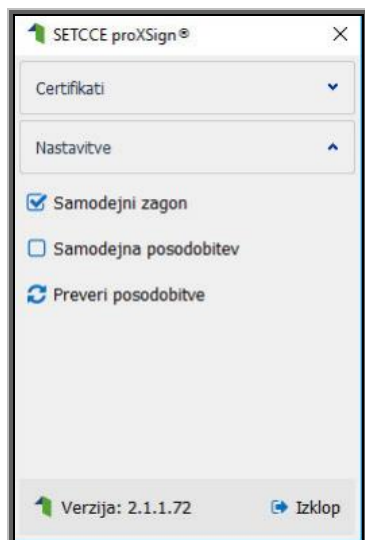 SETCCE proXSign®
Certifikati
Nastavitve
Samodejni zagon
Samodejna posodobitev
Preveri posodobitve
Verzija: 2.1.1.72 Izklop